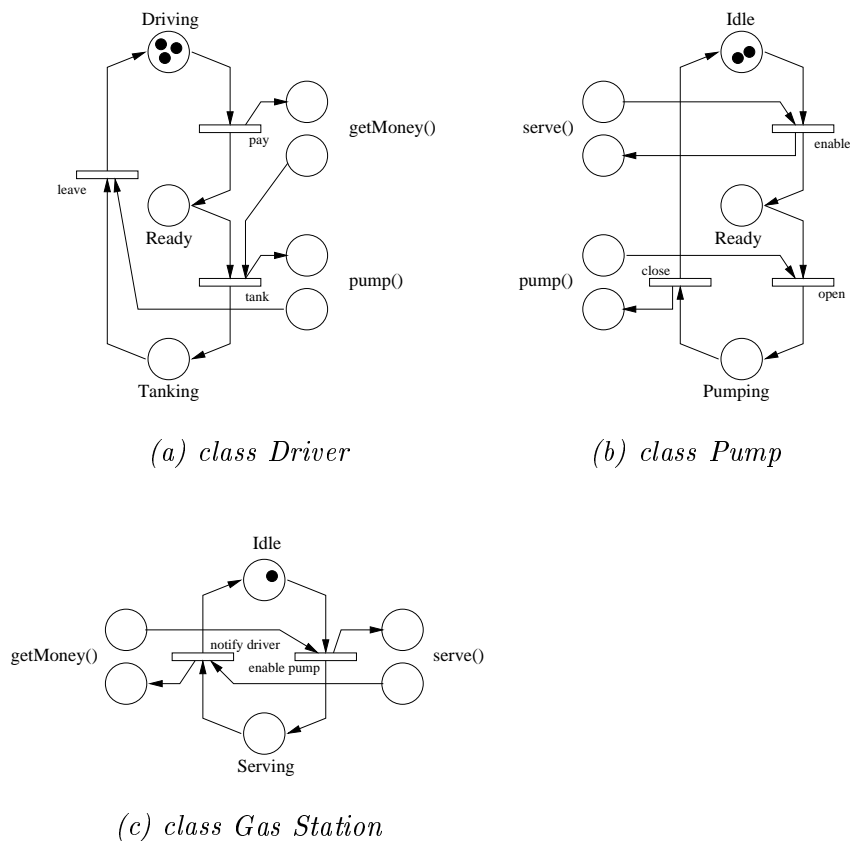 Driving
pay
getMoney()
leave
Ready
tank
pump()
Tanking
(a) class Driver
Idle
serve()
enable
Ready
pump()
close
open
Pumping
(b) class Pump
Idle
getMoney()
notify driver
enable pump
serve()
Serving
(c) class Gas Station